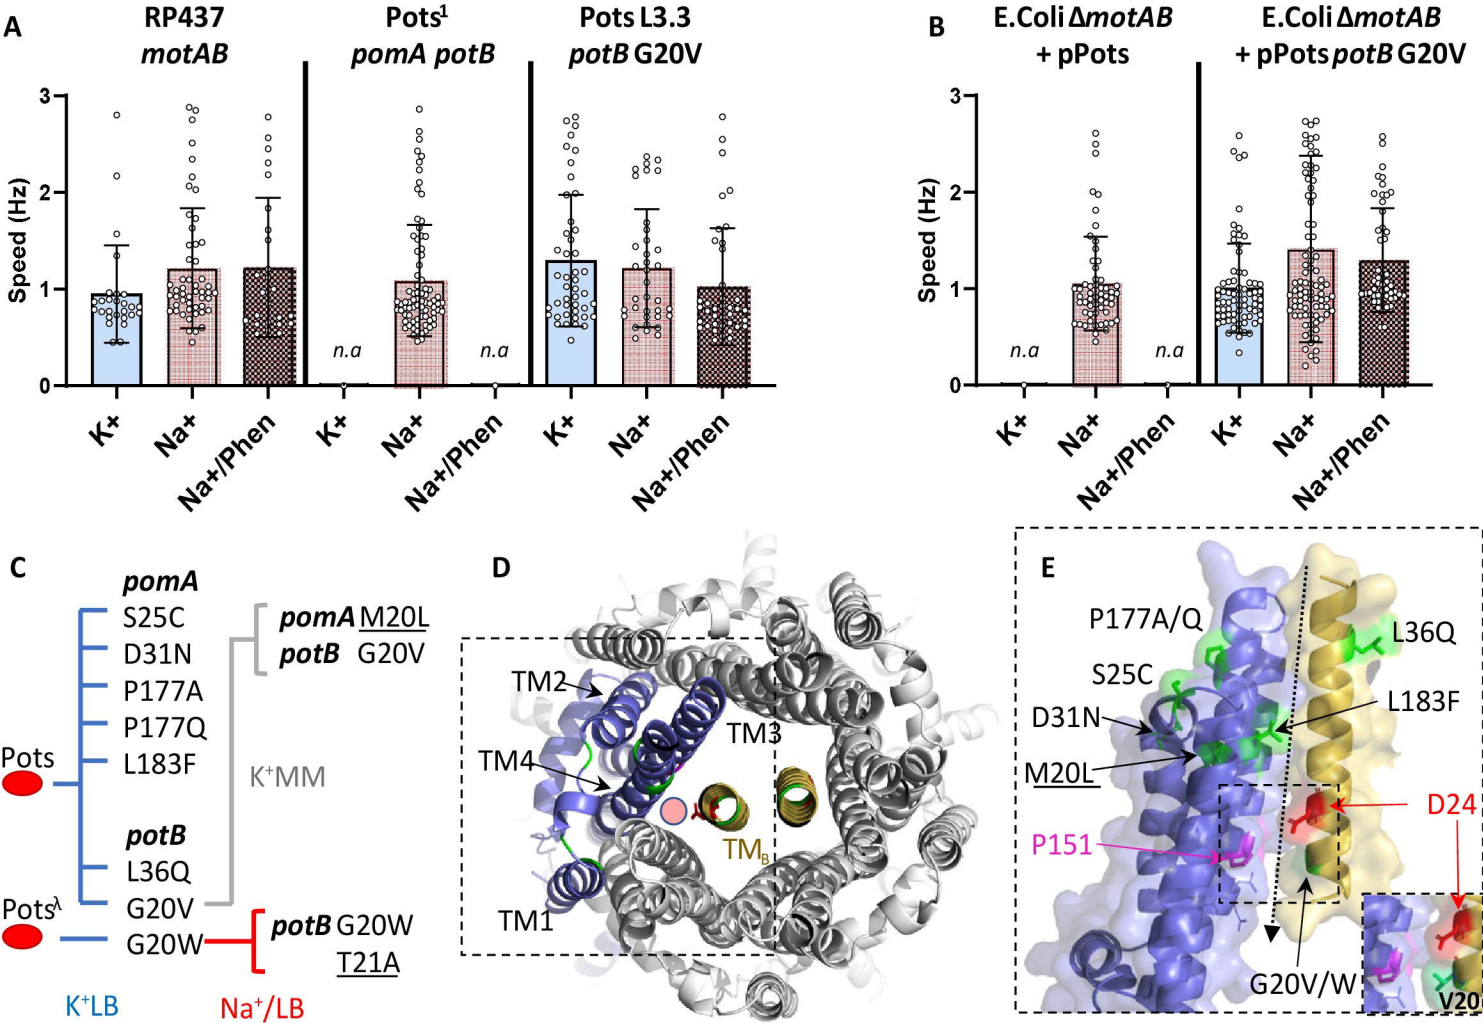 A
RP437
motAB
Pots¹
pomA potB
Pots L3.3
potB G20V
Speed (Hz)
3
2
1
0
n.a
n.a
K+
Na+
Na+/Phen
K+
Na+
Na+/Phen
K+
Na+
Na+/Phen
B
E.Coli ΔmotAB
+ pPots
E.Coli ΔmotAB
+ pPots potB G20V
Speed (Hz)
3
2
1
0
n.a
n.a
K+
Na+
Na+/Phen
K+
Na+
Na+/Phen
C
pomA
S25C
D31N
P177A
P177Q
L183F
Pots
potB
L36Q
G20V
Potsλ
G20W
pomA M20L
potB G20V
K⁺MM
potB G20W
T21A
K⁺LB
Na⁺/LB
D
TM2
TM3
TM4
TMB
TM1
E
P177A/Q
L36Q
S25C
L183F
D31N
M20L
D24
P151
G20V/W
V20